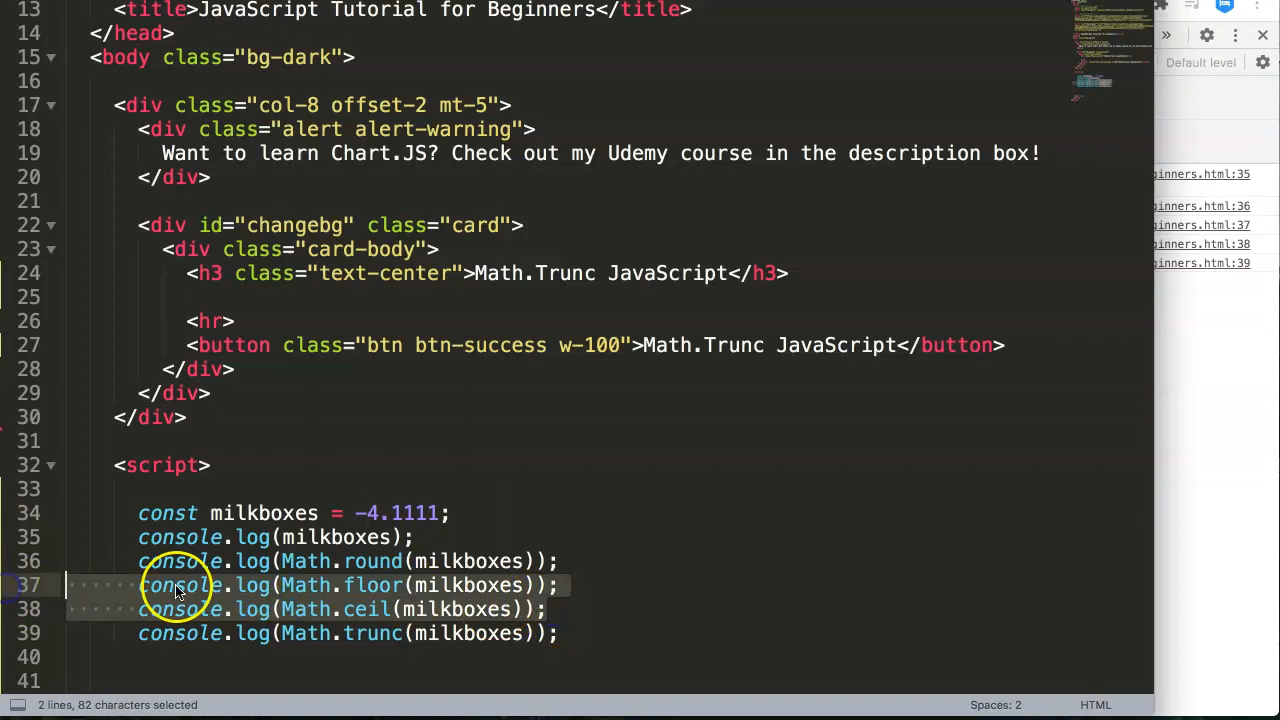 13 <title>JavaScript Tutorial for Beginners</title>
14 </head>
15 <body class="bg-dark">
16
17 <div class="col-8 offset-2 mt-5">
18 <div class="alert alert-warning">
19 Want to learn Chart.JS? Check out my Udemy course in the description box!
20 </div>
21
22 <div id="changebg" class="card">
23 <div class="card-body">
24 <h3 class="text-center">Math.Trunc JavaScript</h3>
25
26 <hr>
27 <button class="btn btn-success w-100">Math.Trunc JavaScript</button>
28 </div>
29 </div>
30 </div>
31
32 <script>
33
34 const milkboxes = -4.1111;
35 console.log(milkboxes);
36 console.log(Math.round(milkboxes));
37 console.log(Math.floor(milkboxes));
38 console.log(Math.ceil(milkboxes));
39 console.log(Math.trunc(milkboxes));
40
41
2 lines, 82 characters selected
Spaces: 2
HTML
Default level
ginners.html:35
ginners.html:36
ginners.html:37
ginners.html:38
ginners.html:39